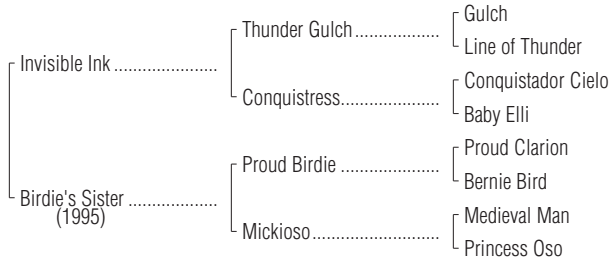 Gulch
Thunder Gulch
Line of Thunder
Invisible Ink
Conquistador Cielo
Conquistress
Baby Elli
Proud Clarion
Proud Birdie
Bernie Bird
Birdie's Sister
(1995)
Medieval Man
Mickioso
Princess Oso